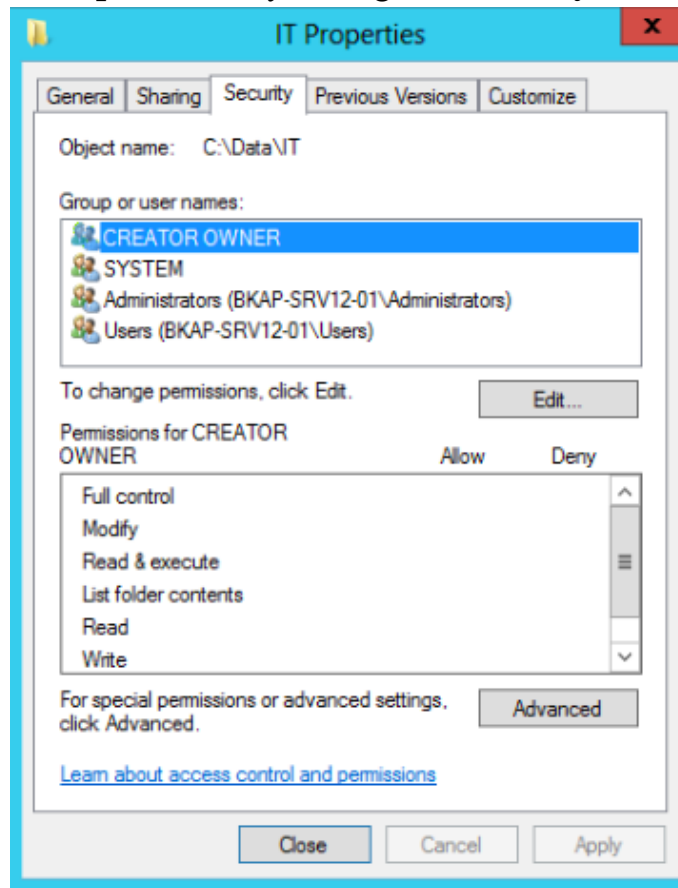 IT Properties
x
General Sharing Security Previous Versions Customize
Object name: C:\Data\IT
Group or user names:
CREATOR OWNER
SYSTEM
Administrators (BKAP-SRV12-01\Administrators)
Users (BKAP-SRV12-01\Users)
To change permissions, click Edit.
Edit...
Permissions for CREATOR
OWNER Allow Deny
Full control
Modify
Read & execute
List folder contents
Read
Write
For special permissions or advanced settings,
click Advanced.
Advanced
Learn about access control and permissions
Close Cancel Apply